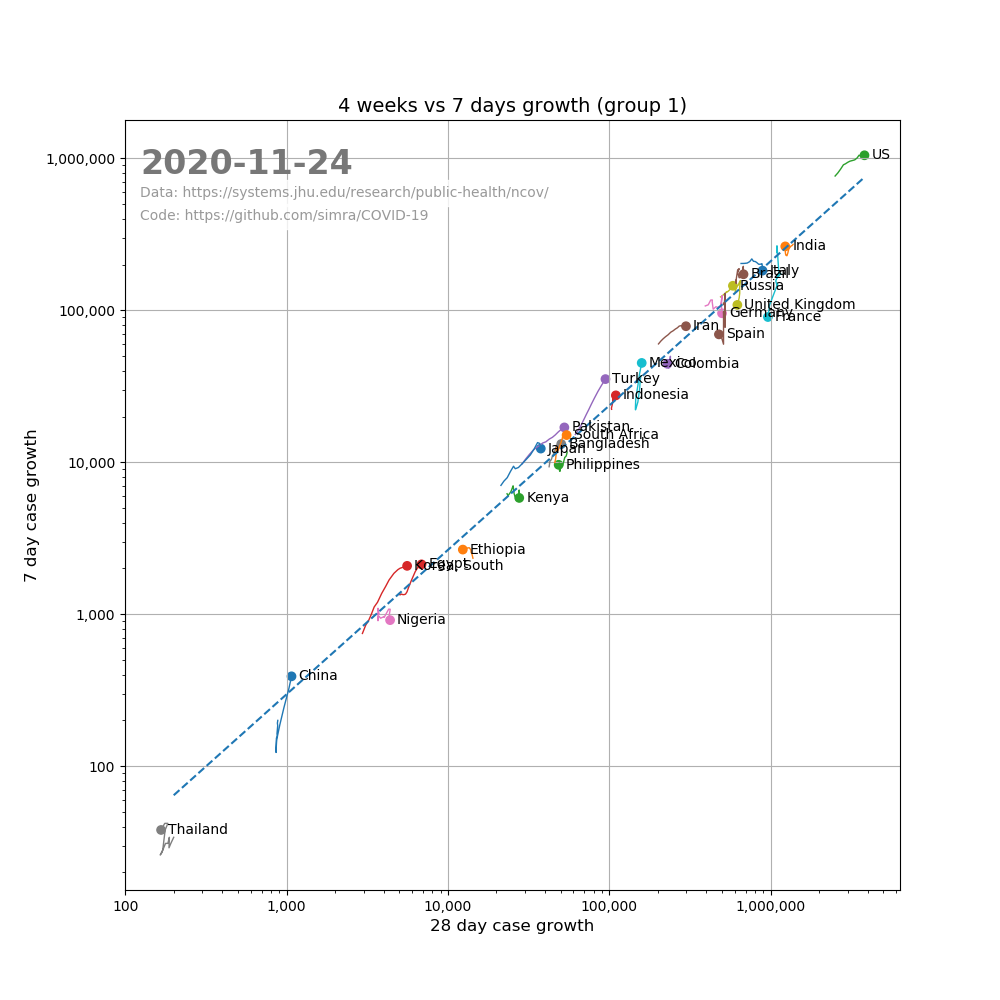 4 weeks vs 7 days growth (group 1)
2020-11-24
Data: https://systems.jhu.edu/research/public-health/ncov/
Code: https://github.com/simra/COVID-19
7 day case growth
1,000,000
100,000
10,000
1,000
100
US
India
Italy
Brazil
Russia
United Kingdom
Germany
France
Iran
Spain
Mexico
Colombia
Turkey
Indonesia
Pakistan
South Africa
Bangladesh
Japan
Philippines
Kenya
Ethiopia
Egypt
Korea, South
Nigeria
China
Thailand
100
1,000
10,000
100,000
1,000,000
28 day case growth